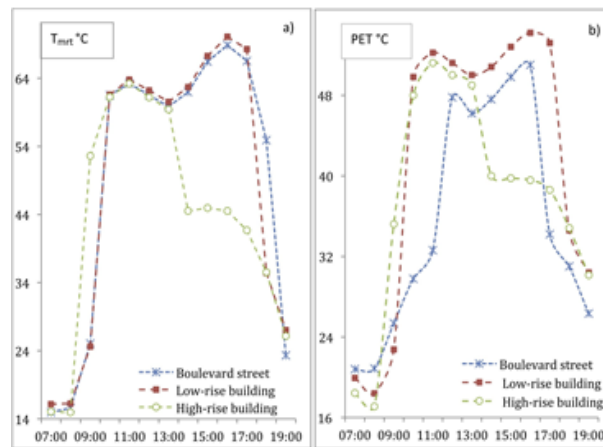 T_mrt °C
a)
64
54
44
34
24
14
Boulevard street
Low-rise building
High-rise building
07:00 09:00 11:00 13:00 15:00 17:00 19:00
PET °C
b)
48
40
32
24
16
Boulevard street
Low-rise building
High-rise building
07:00 09:00 11:00 13:00 15:00 17:00 19:00